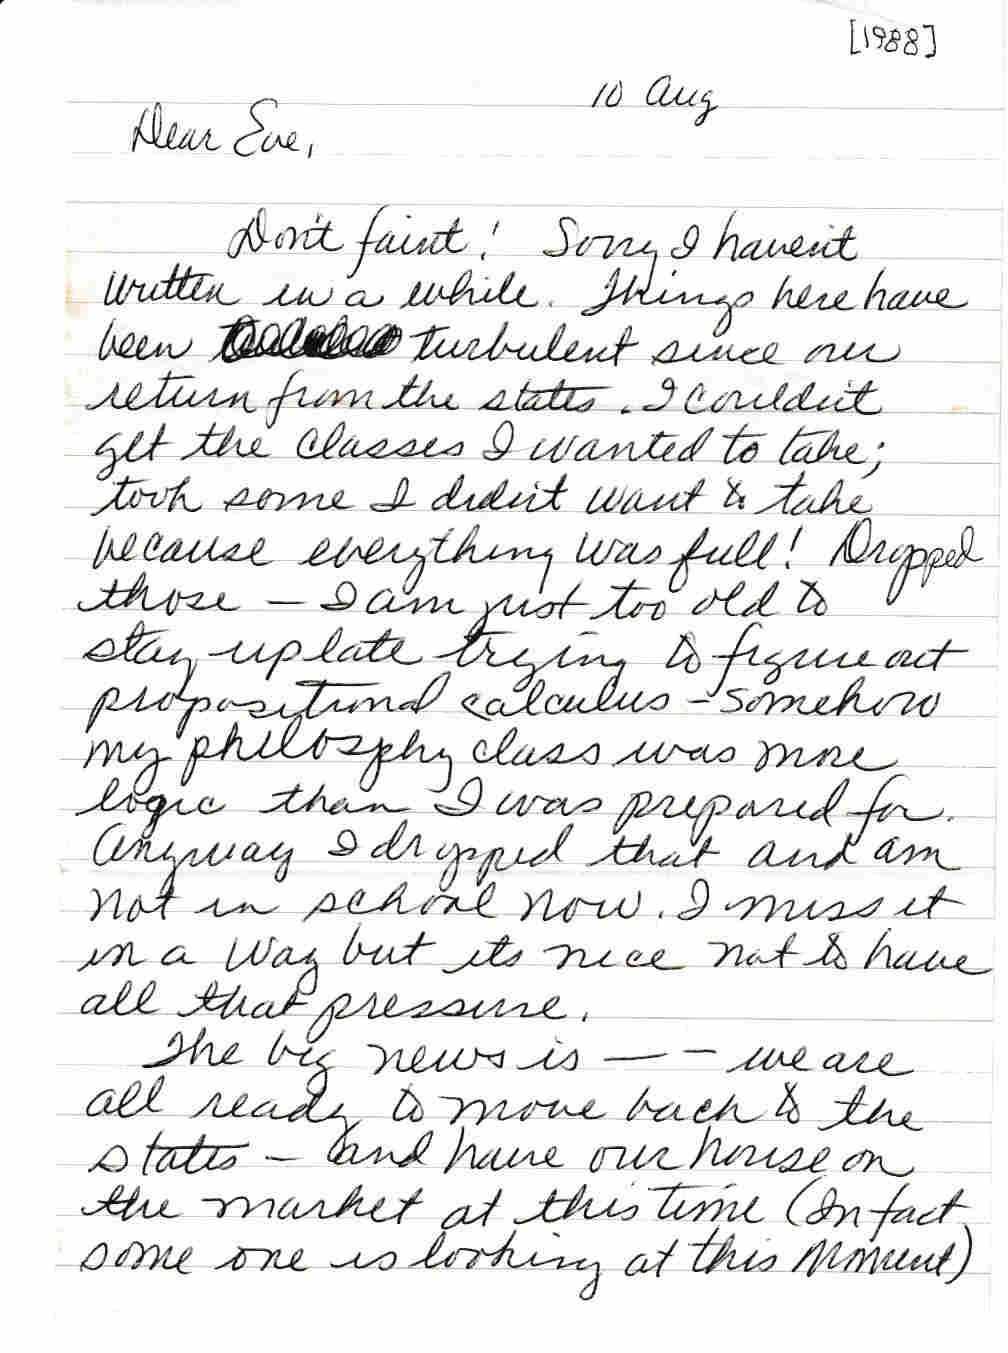 [1988]
10 Aug
Dear Eve,
Don't faint! Sorry I haven't
written in a while. Things here have
been turbulent since our
return from the states. I couldn't
get the classes I wanted to take;
took some I didn't want to take
because everything was full! Dropped
those — I am just too old to
stay up late trying to figure out
propositional calculus - somehow
my philosphy class was more
logic than I was prepared for.
Anyway I dropped that and am
not in school now. I miss it
in a way but its nice not to have
all that pressure.
The big news is — – we are
all ready to move back to the
states — and have our house on
the market at this time (In fact
some one is looking at this moment)